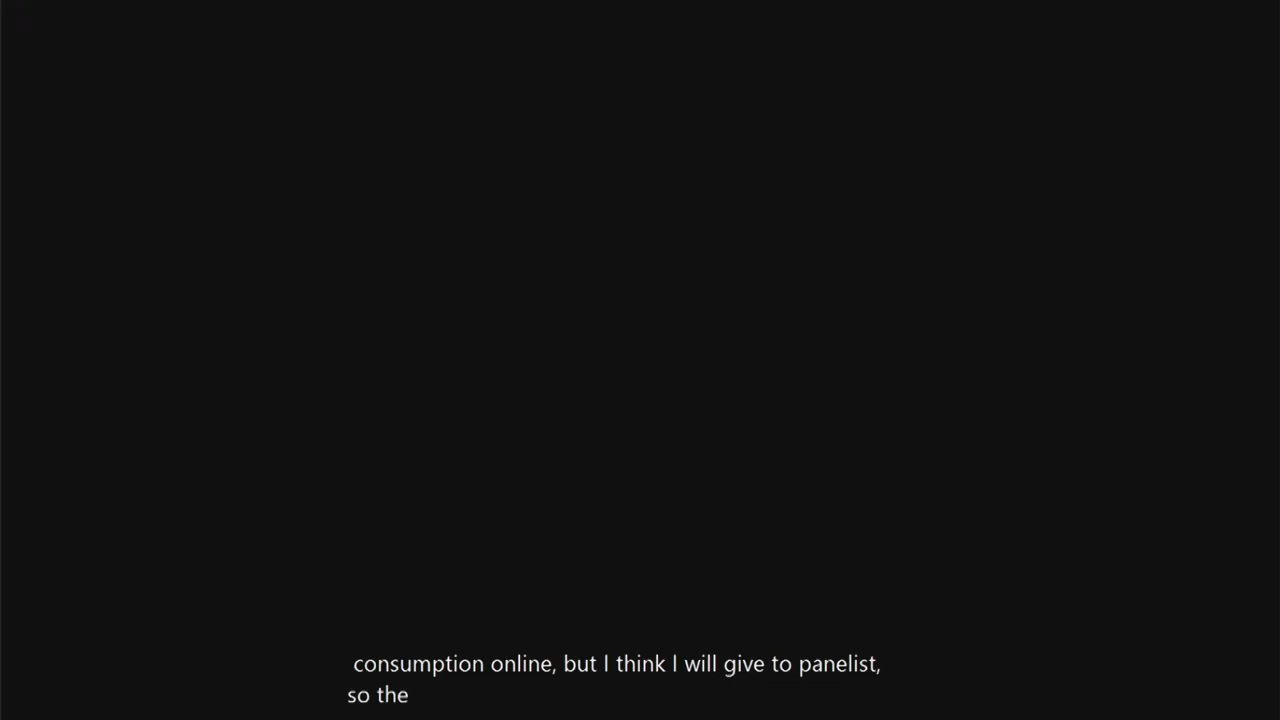 consumption online, but I think I will give to panelist,
so the